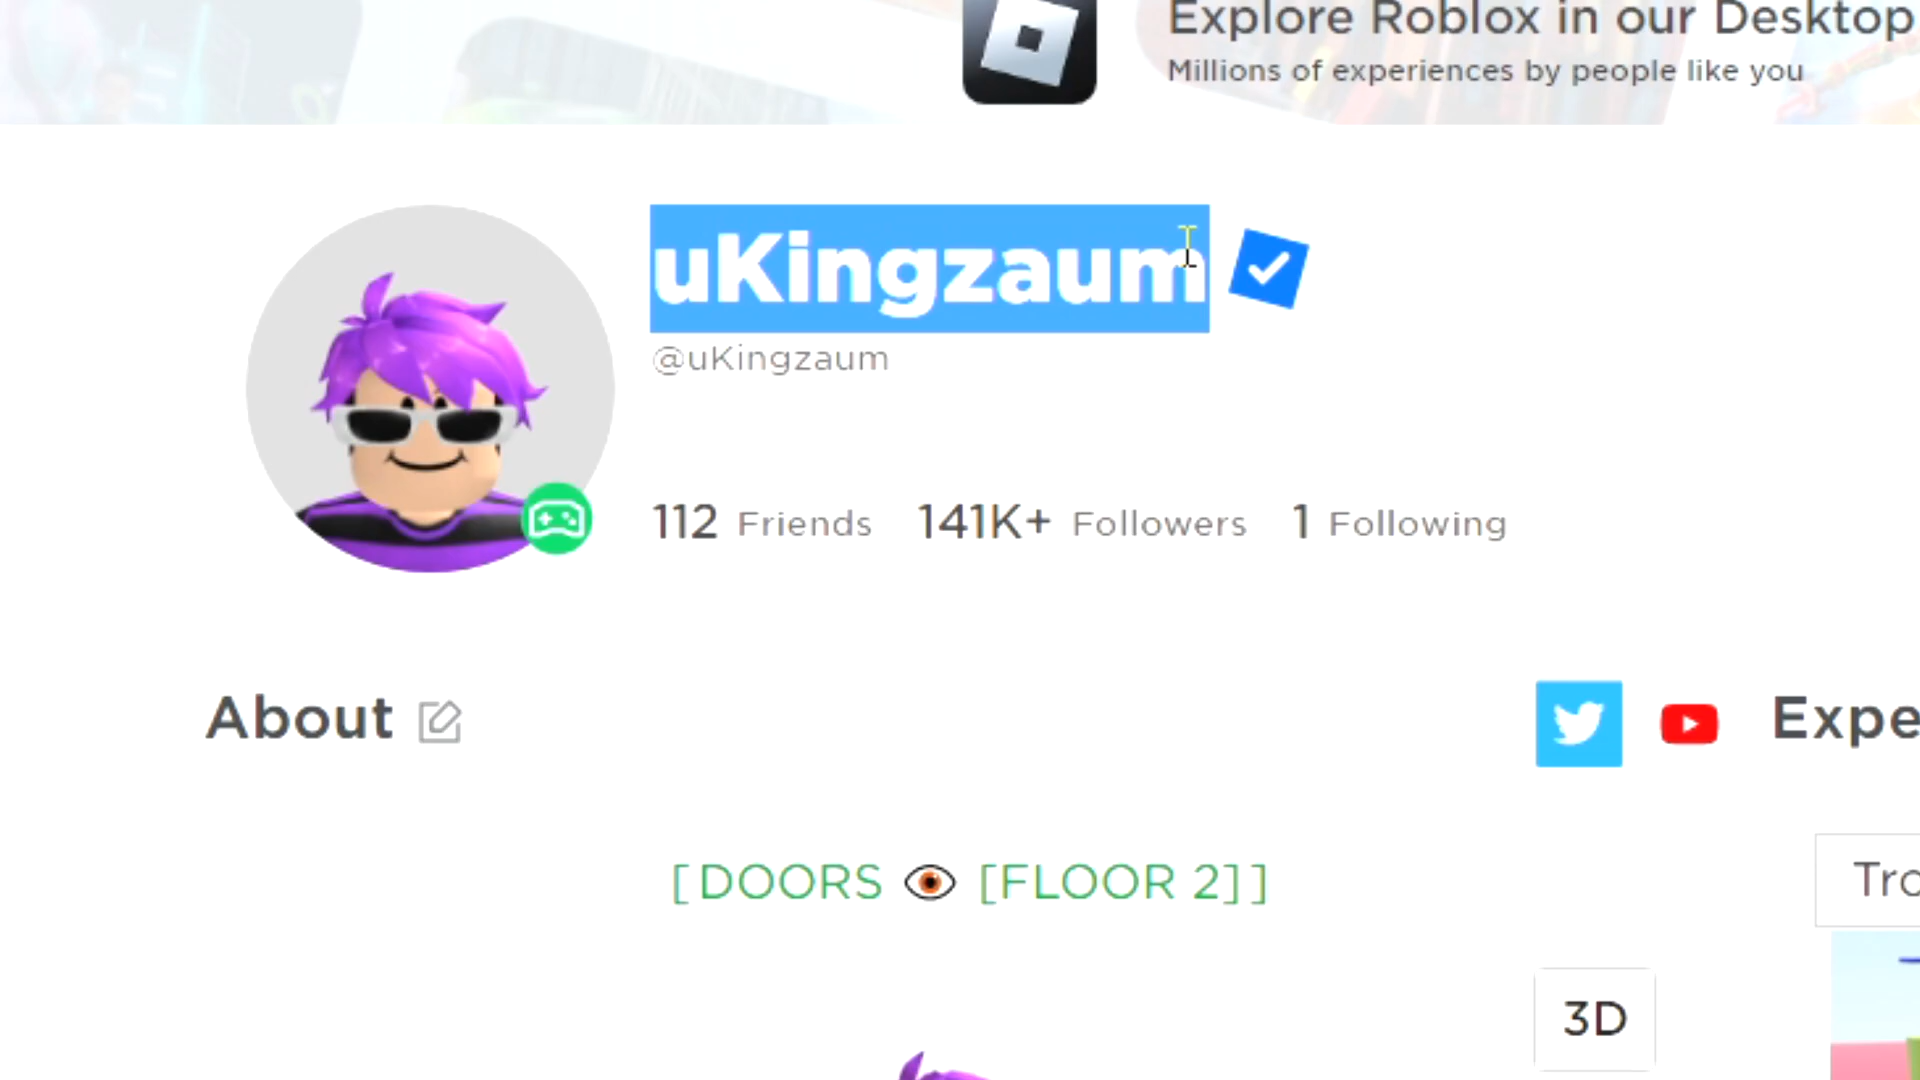 Explore Roblox in our Desktop
Millions of experiences by people like you
uKingzaum
@uKingzaum
112 Friends 141K+ Followers 1 Following
About
Expe
[DOORS 👁 [FLOOR 2]]
Tro
3D